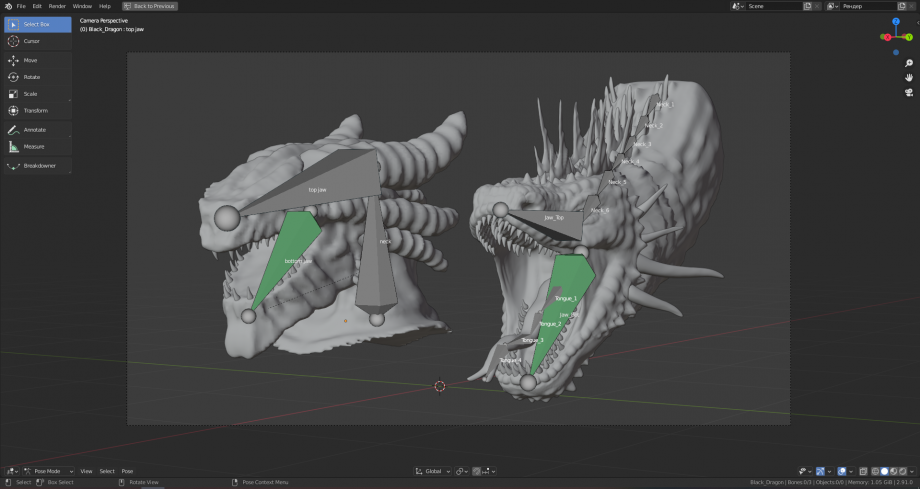 File Edit Render Window Help Back to Previous Scene Рендер
Select Box
Cursor
Move
Rotate
Scale
Transform
Annotate
Measure
Breakdowner
Camera Perspective
(0) Black_Dragon : top jaw
Z
X
Y
top jaw
neck
bottom jaw
Neck_1
Neck_2
Neck_3
Neck_4
Neck_5
Neck_6
Jaw_Top
Tongue_1
Tongue_2
Tongue_3
Tongue_4
Pose Mode View Select Pose Global
Select Box Select Rotate View Pose Context Menu Black_Dragon | Bones:0/3 | Objects:0/8 | Memory: 1.05 GiB | 2.91.0